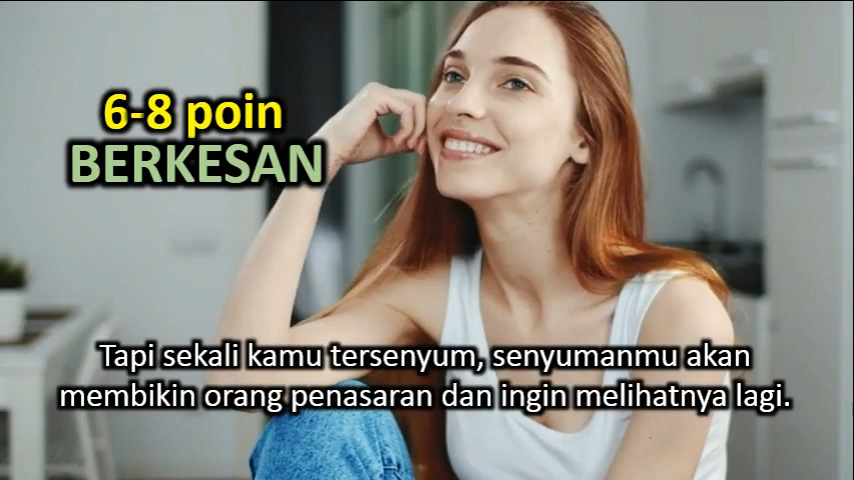 6-8 poin
BERKESAN
Tapi sekali kamu tersenyum, senyumanmu akan
membikin orang penasaran dan ingin melihatnya lagi.